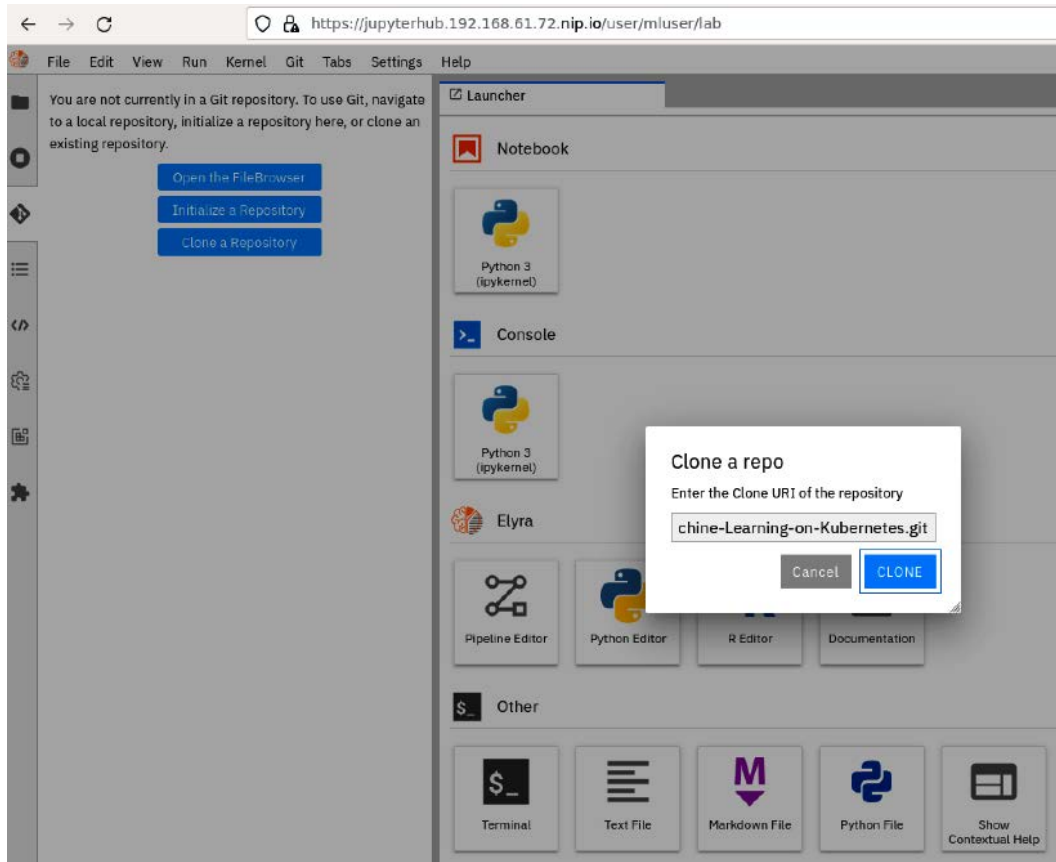 https://jupyterhub.192.168.61.72.nip.io/user/mluser/lab
File Edit View Run Kernel Git Tabs Settings Help
You are not currently in a Git repository. To use Git, navigate
to a local repository, initialize a repository here, or clone an
existing repository.
Open the FileBrowser
Initialize a Repository
Clone a Repository
Launcher
Notebook
Python 3
(ipykernel)
Console
Python 3
(ipykernel)
Clone a repo
Enter the Clone URI of the repository
chine-Learning-on-Kubernetes.git
Cancel CLONE
Elyra
Pipeline Editor Python Editor R Editor Documentation
$_ Other
$_ M
Terminal Text File Markdown File Python File Show
Contextual Help